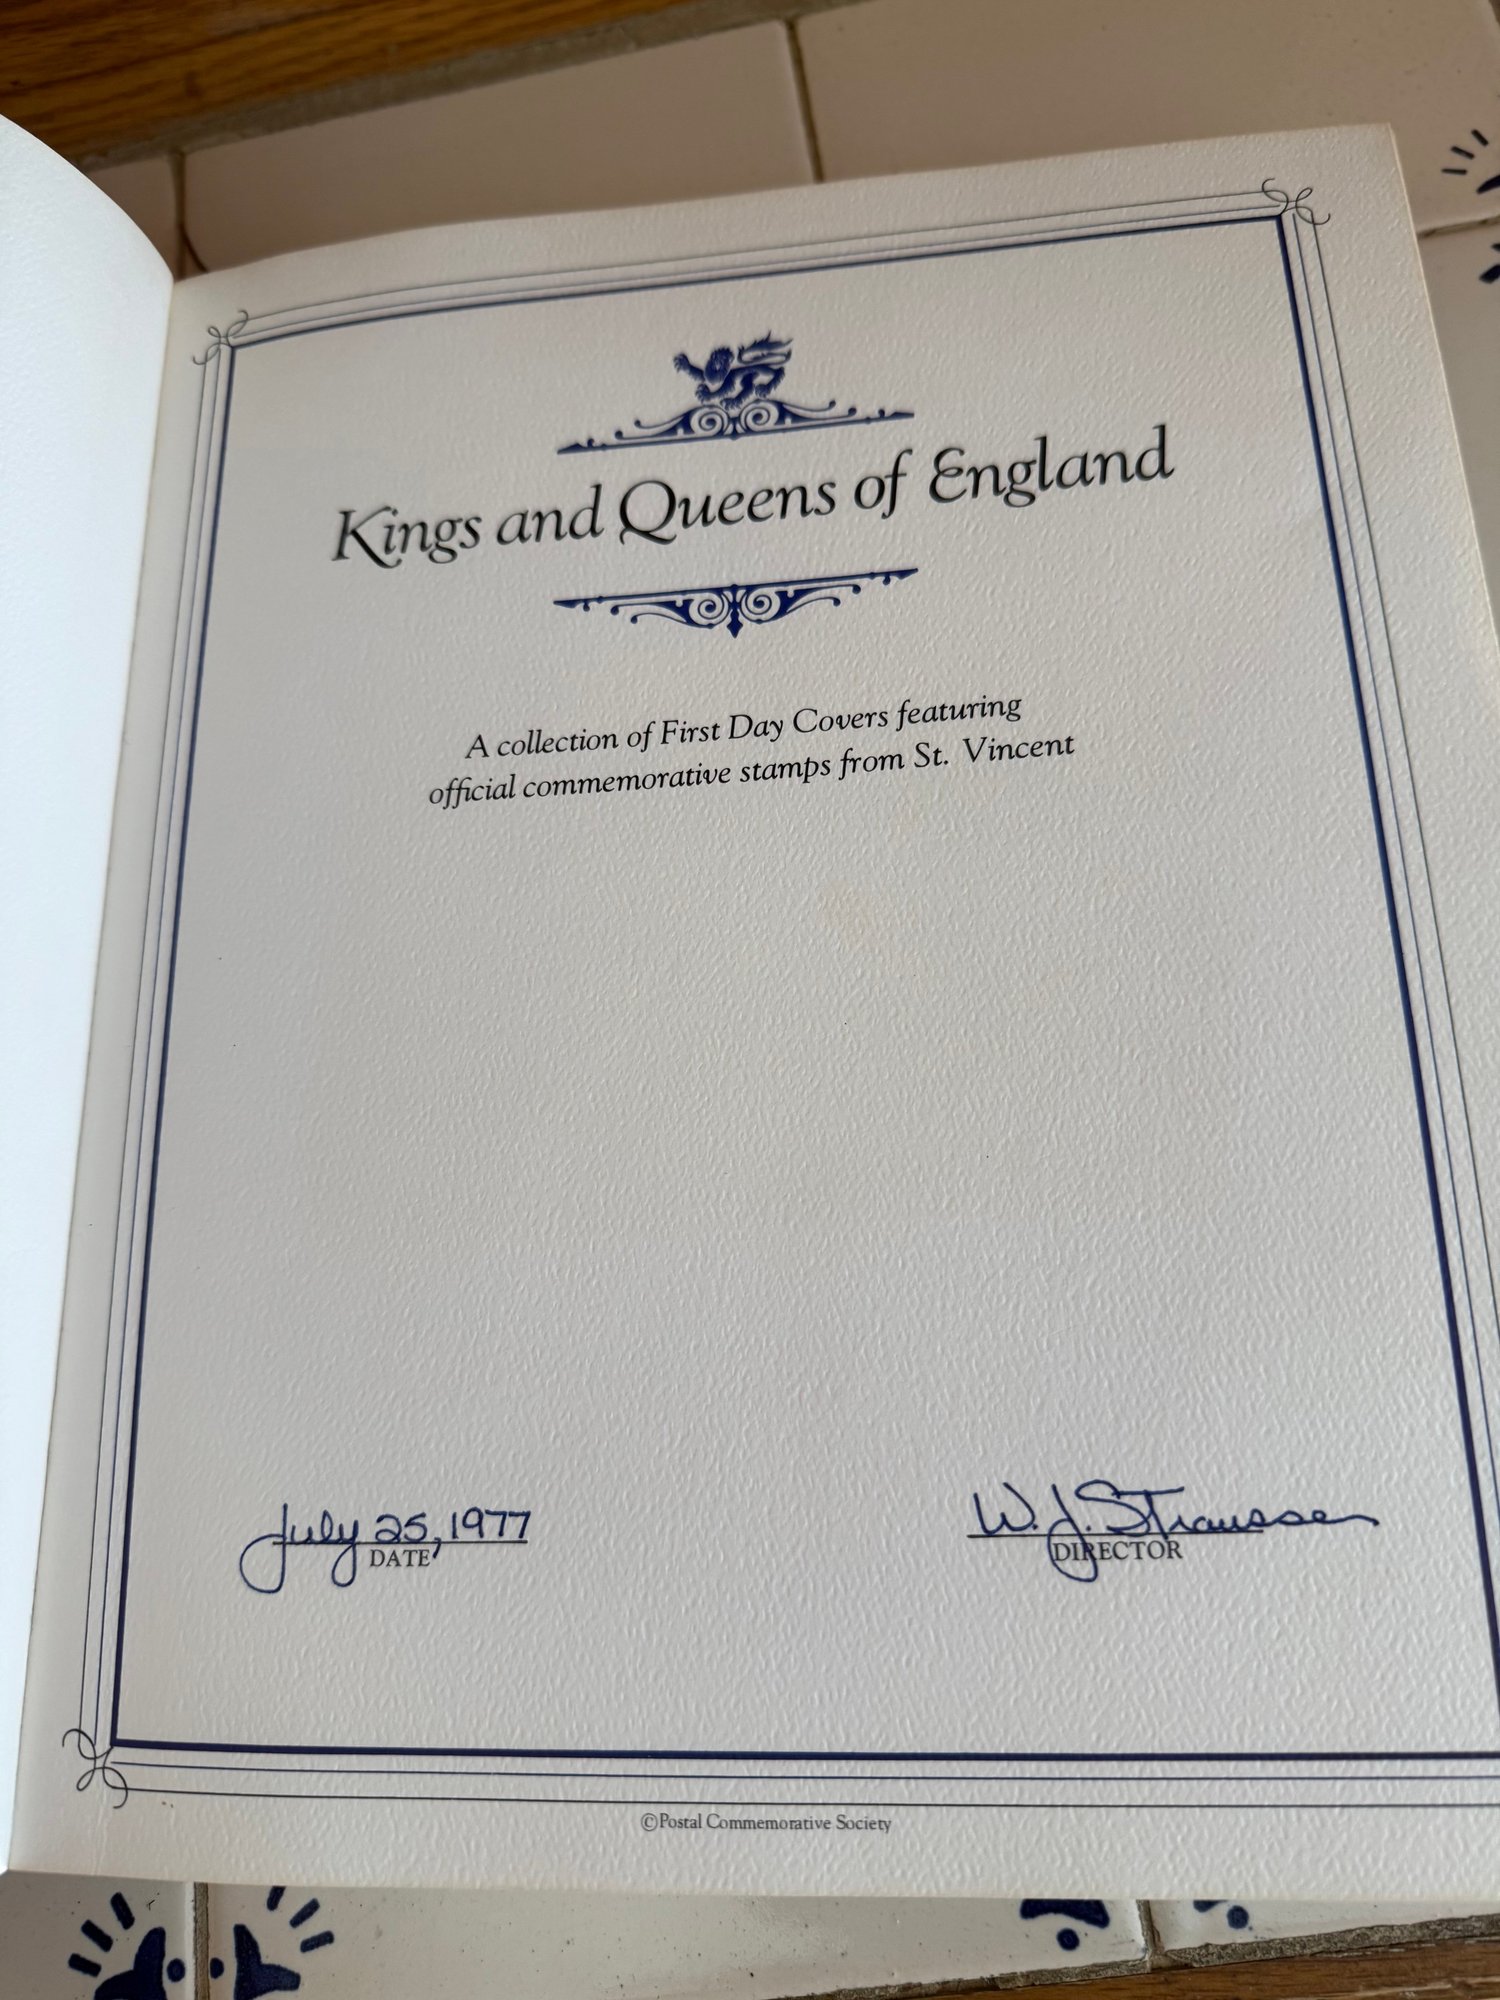 Kings and Queens of England
A collection of First Day Covers featuring
official commemorative stamps from St. Vincent
July 25, 1977
DATE
W. J. Straussen
DIRECTOR
©Postal Commemorative Society